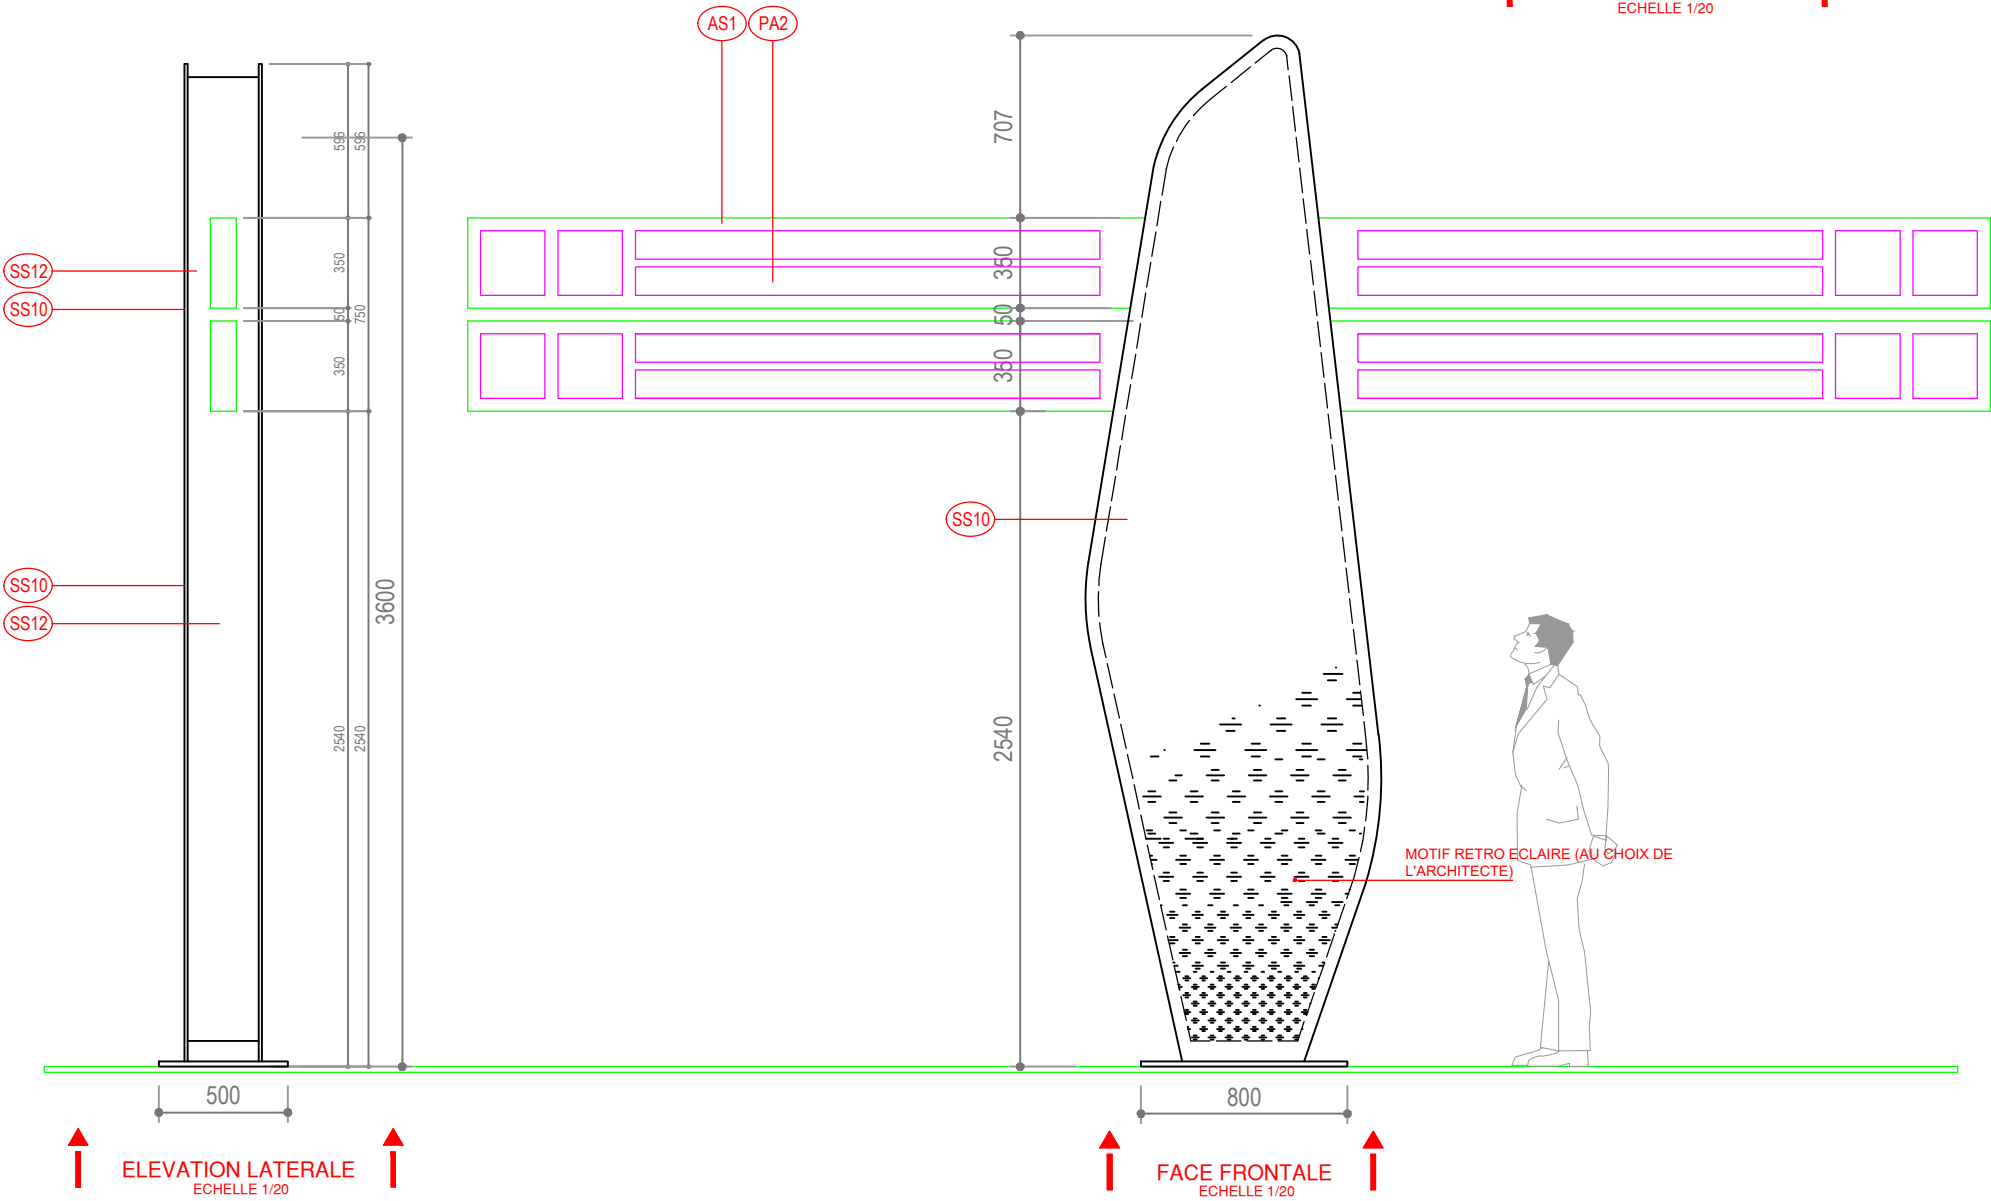 ECHELLE 1/20
AS1
PA2
707
596
596
SS12
350
350
SS10
50
750
50
350
350
SS10
SS10
3600
SS12
2540
2540
2540
MOTIF RETRO ECLAIRE (AU CHOIX DE
L'ARCHITECTE)
500
800
ELEVATION LATERALE
ECHELLE 1/20
FACE FRONTALE
ECHELLE 1/20